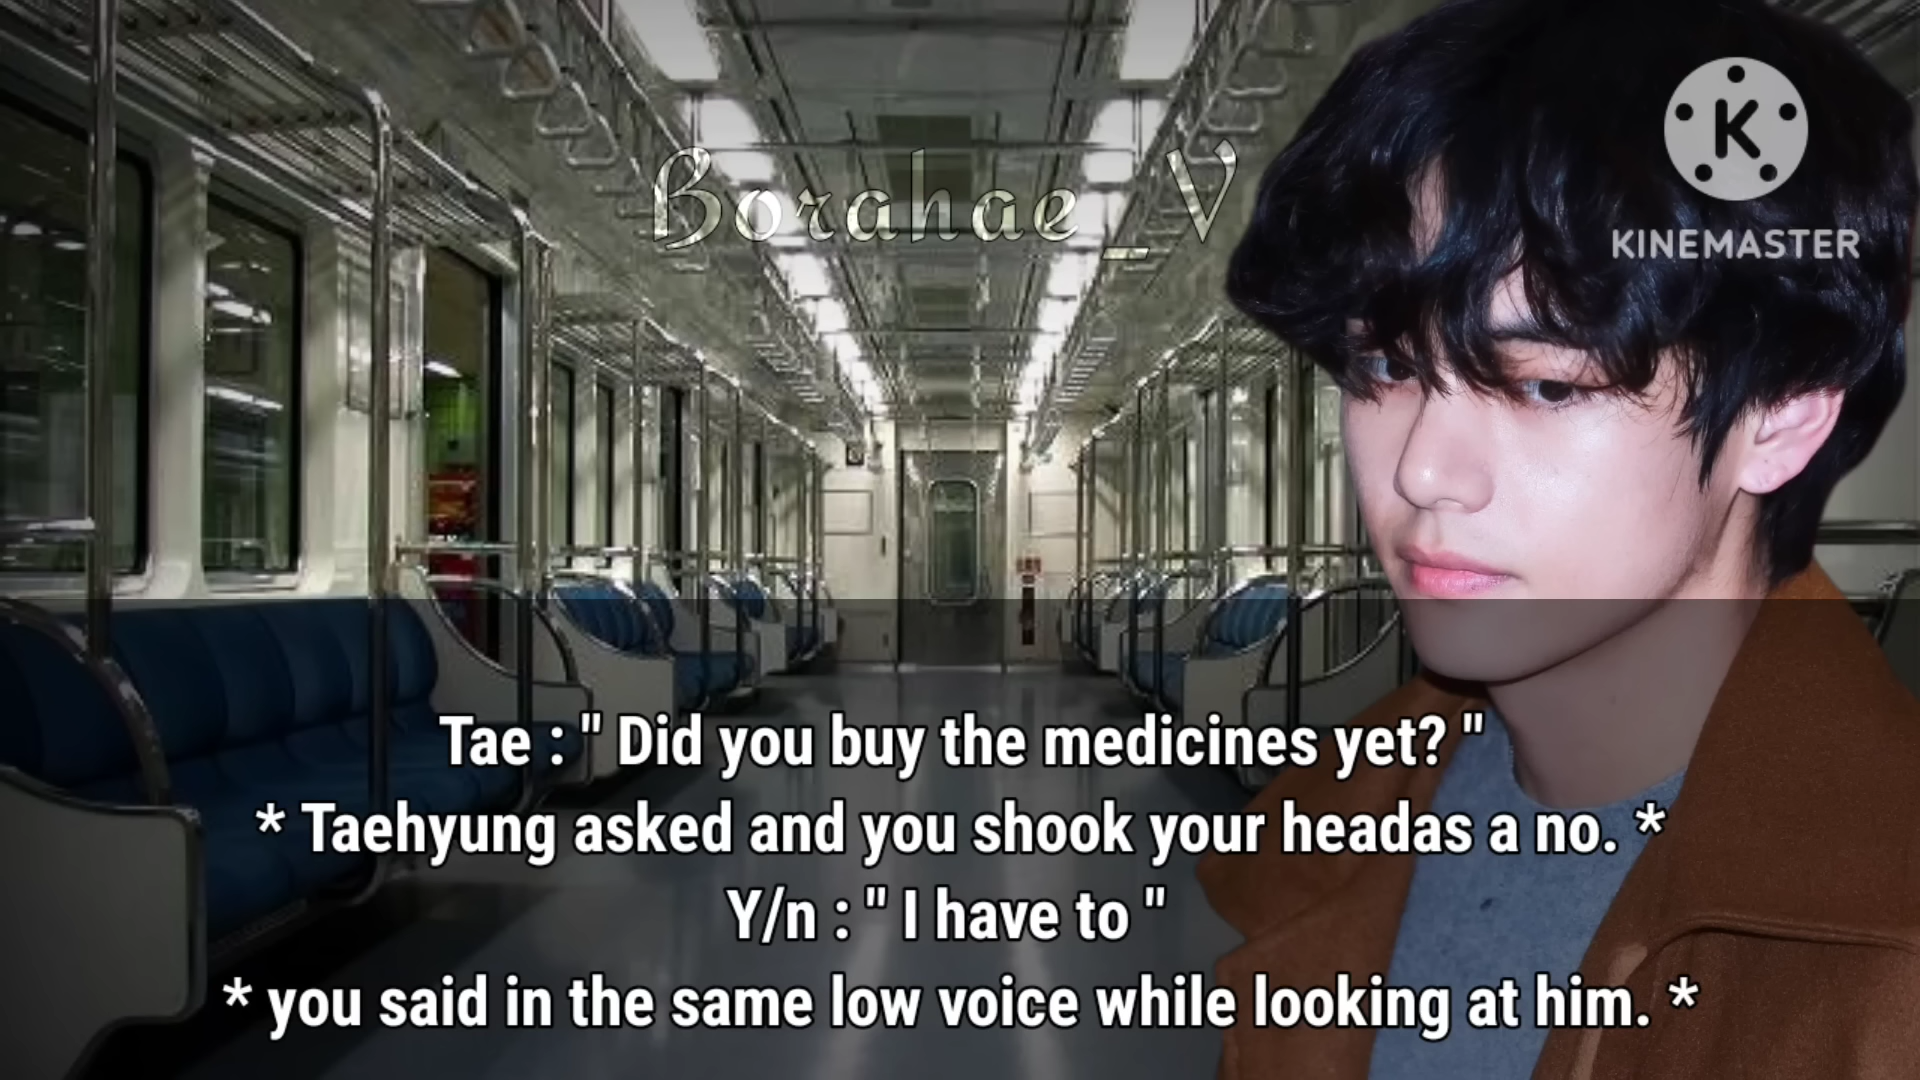 Borahae_V
K
KINEMASTER
Tae : " Did you buy the medicines yet? "
* Taehyung asked and you shook your headas a no. *
Y/n : " I have to "
* you said in the same low voice while looking at him. *